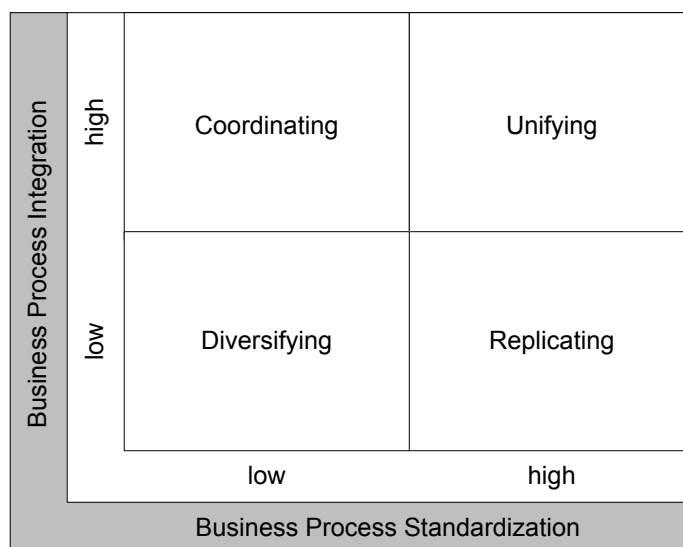 Business Process Integration
high
Coordinating
Unifying
low
Diversifying
Replicating
low
high
Business Process Standardization